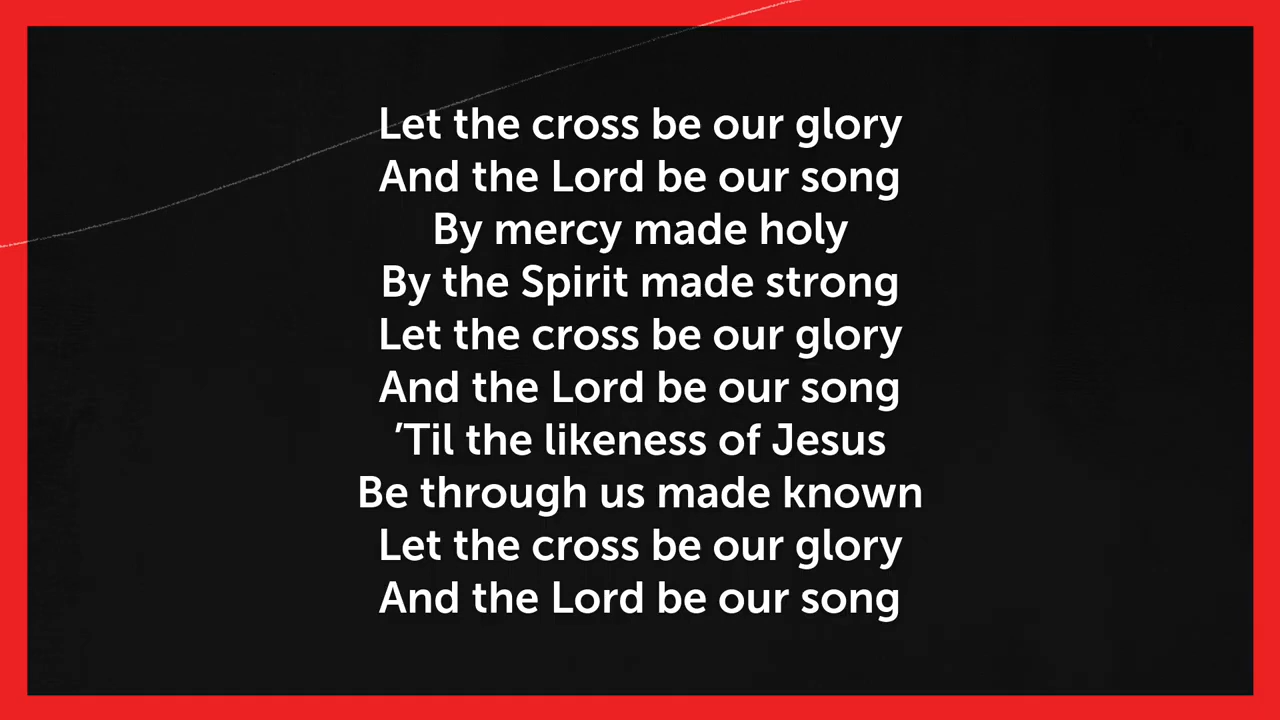 Let the cross be our glory
And the Lord be our song
By mercy made holy
By the Spirit made strong
Let the cross be our glory
And the Lord be our song
’Til the likeness of Jesus
Be through us made known
Let the cross be our glory
And the Lord be our song